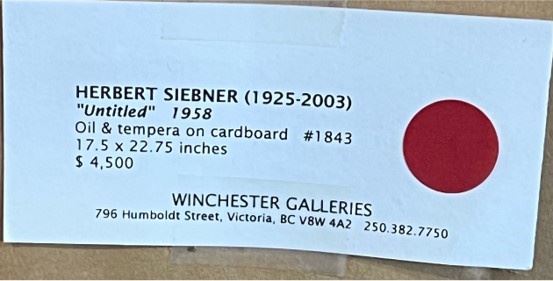 HERBERT SIEBNER (1925-2003)
"Untitled" 1958
Oil & tempera on cardboard #1843
17.5 x 22.75 inches
$ 4,500
WINCHESTER GALLERIES
796 Humboldt Street, Victoria, BC V8W 4A2 250.382.7750